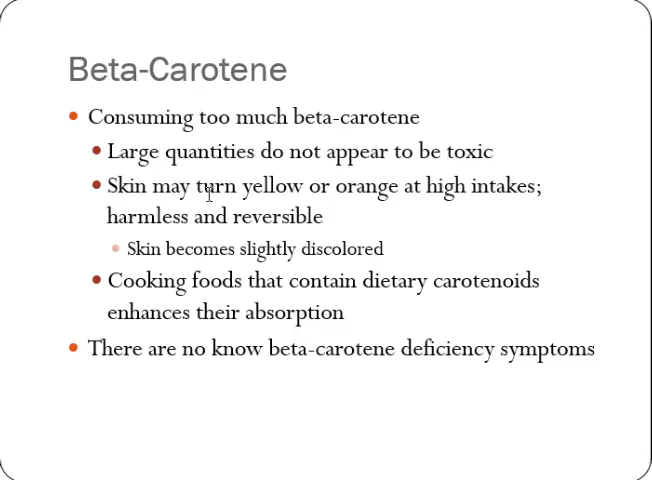 Beta-Carotene
Consuming too much beta-carotene
Large quantities do not appear to be toxic
Skin may turn yellow or orange at high intakes;
harmless and reversible
Skin becomes slightly discolored
Cooking foods that contain dietary carotenoids
enhances their absorption
There are no know beta-carotene deficiency symptoms